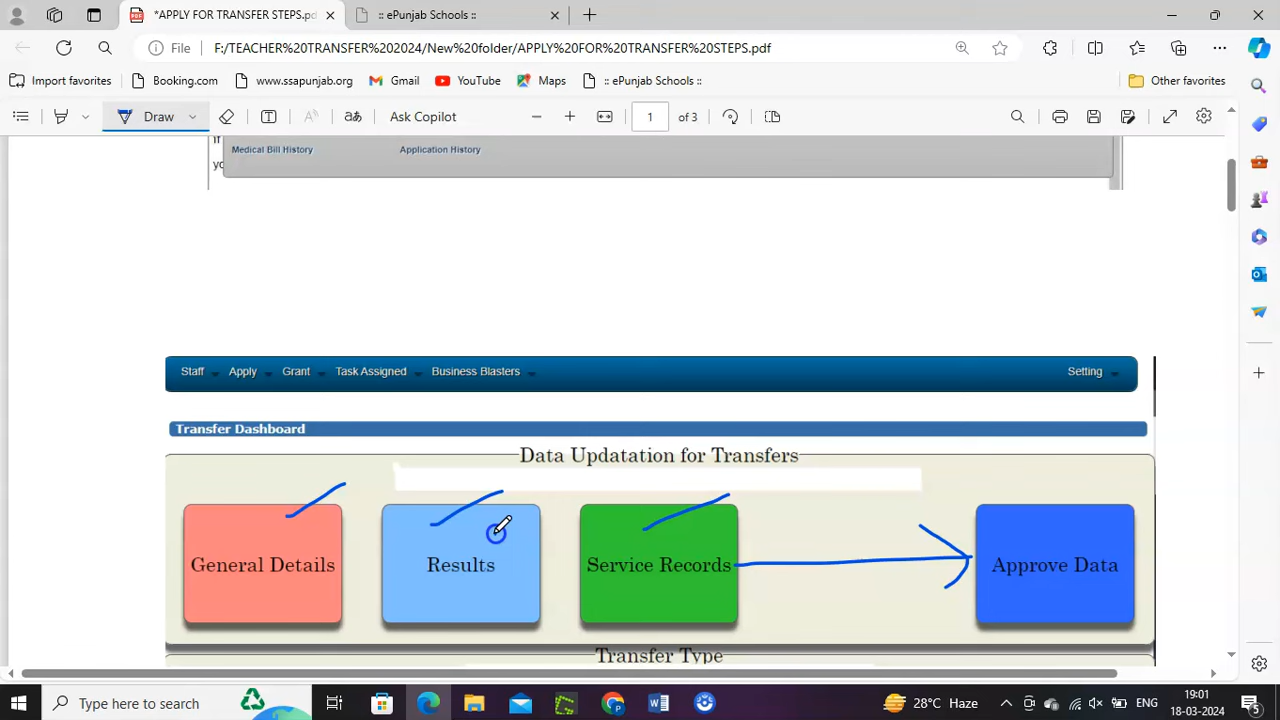 *APPLY FOR TRANSFER STEPS.pd
:: ePunjab Schools ::
File
F:/TEACHER%20TRANSFER%202024/New%20folder/APPLY%20FOR%20TRANSFER%20STEPS.pdf
Import favorites
Booking.com
www.ssapunjab.org
Gmail
YouTube
Maps
:: ePunjab Schools ::
Other favorites
Draw
Ask Copilot
1 of 3
Medical Bill History
Application History
Staff
Apply
Grant
Task Assigned
Business Blasters
Setting
Transfer Dashboard
Data Updatation for Transfers
General Details
Results
Service Records
Approve Data
Transfer Type
Type here to search
28°C Haze
ENG
19:01
18-03-2024
5